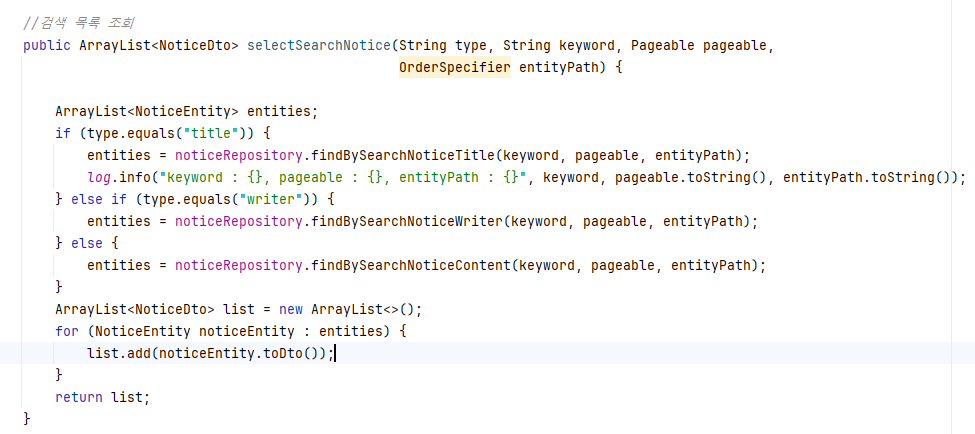 //검색 목록 조회
public ArrayList<NoticeDto> selectSearchNotice(String type, String keyword, Pageable pageable,
OrderSpecifier entityPath) {
ArrayList<NoticeEntity> entities;
if (type.equals("title")) {
entities = noticeRepository.findBySearchNoticeTitle(keyword, pageable, entityPath);
log.info("keyword : {}, pageable : {}, entityPath : {}", keyword, pageable.toString(), entityPath.toString());
} else if (type.equals("writer")) {
entities = noticeRepository.findBySearchNoticeWriter(keyword, pageable, entityPath);
} else {
entities = noticeRepository.findBySearchNoticeContent(keyword, pageable, entityPath);
}
ArrayList<NoticeDto> list = new ArrayList<>();
for (NoticeEntity noticeEntity : entities) {
list.add(noticeEntity.toDto());
}
return list;
}